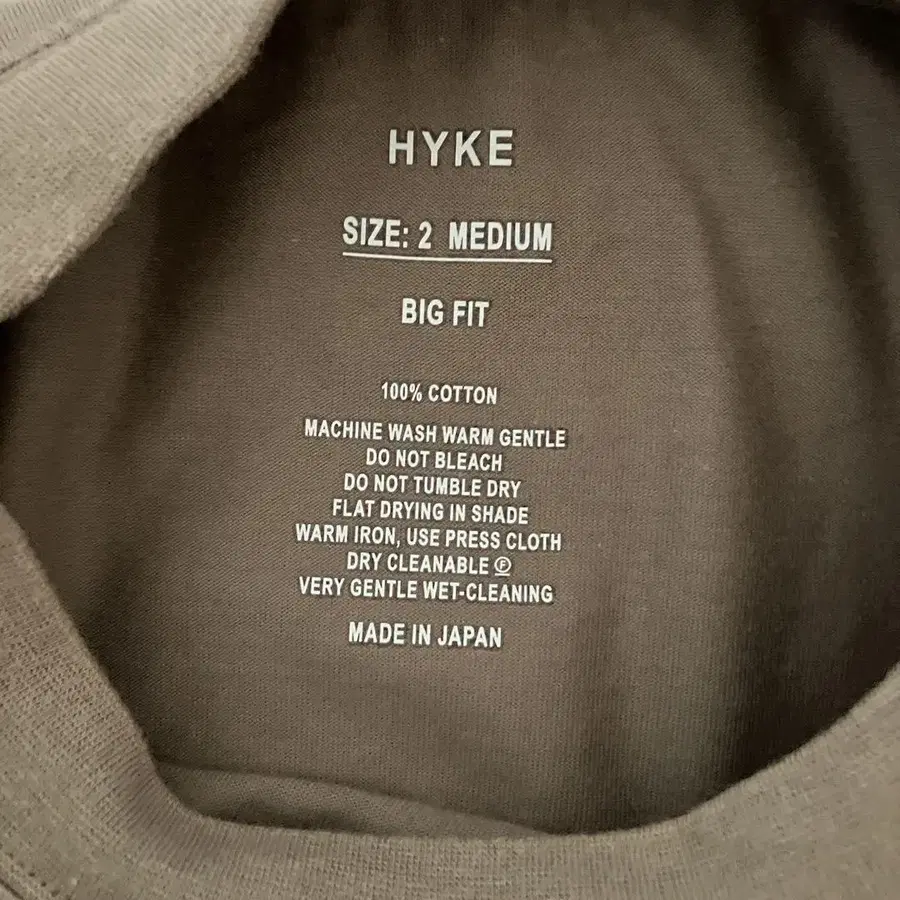 HYKE
SIZE: 2 MEDIUM
BIG FIT
100% COTTON
MACHINE WASH WARM GENTLE
DO NOT BLEACH
DO NOT TUMBLE DRY
FLAT DRYING IN SHADE
WARM IRON, USE PRESS CLOTH
DRY CLEANABLE Ⓕ
VERY GENTLE WET-CLEANING
MADE IN JAPAN